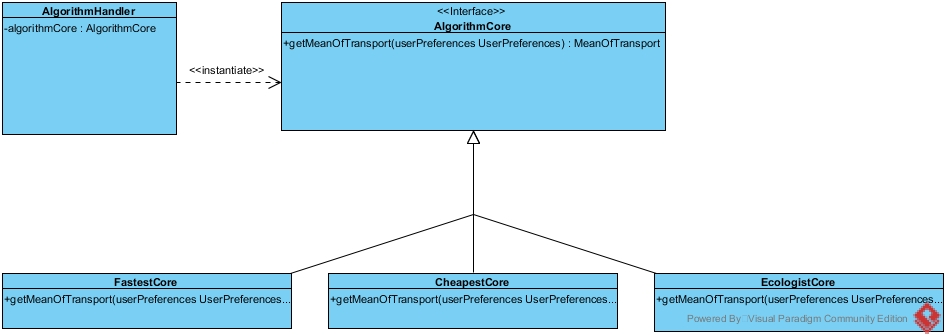 AlgorithmHandler
-algorithmCore : AlgorithmCore
<<instantiate>>
<<Interface>>
AlgorithmCore
+getMeanOfTransport(userPreferences UserPreferences) : MeanOfTransport
FastestCore
+getMeanOfTransport(userPreferences UserPreferences...
CheapestCore
+getMeanOfTransport(userPreferences UserPreferences...
EcologistCore
+getMeanOfTransport(userPreferences UserPreferences...
Powered By Visual Paradigm Community Edition